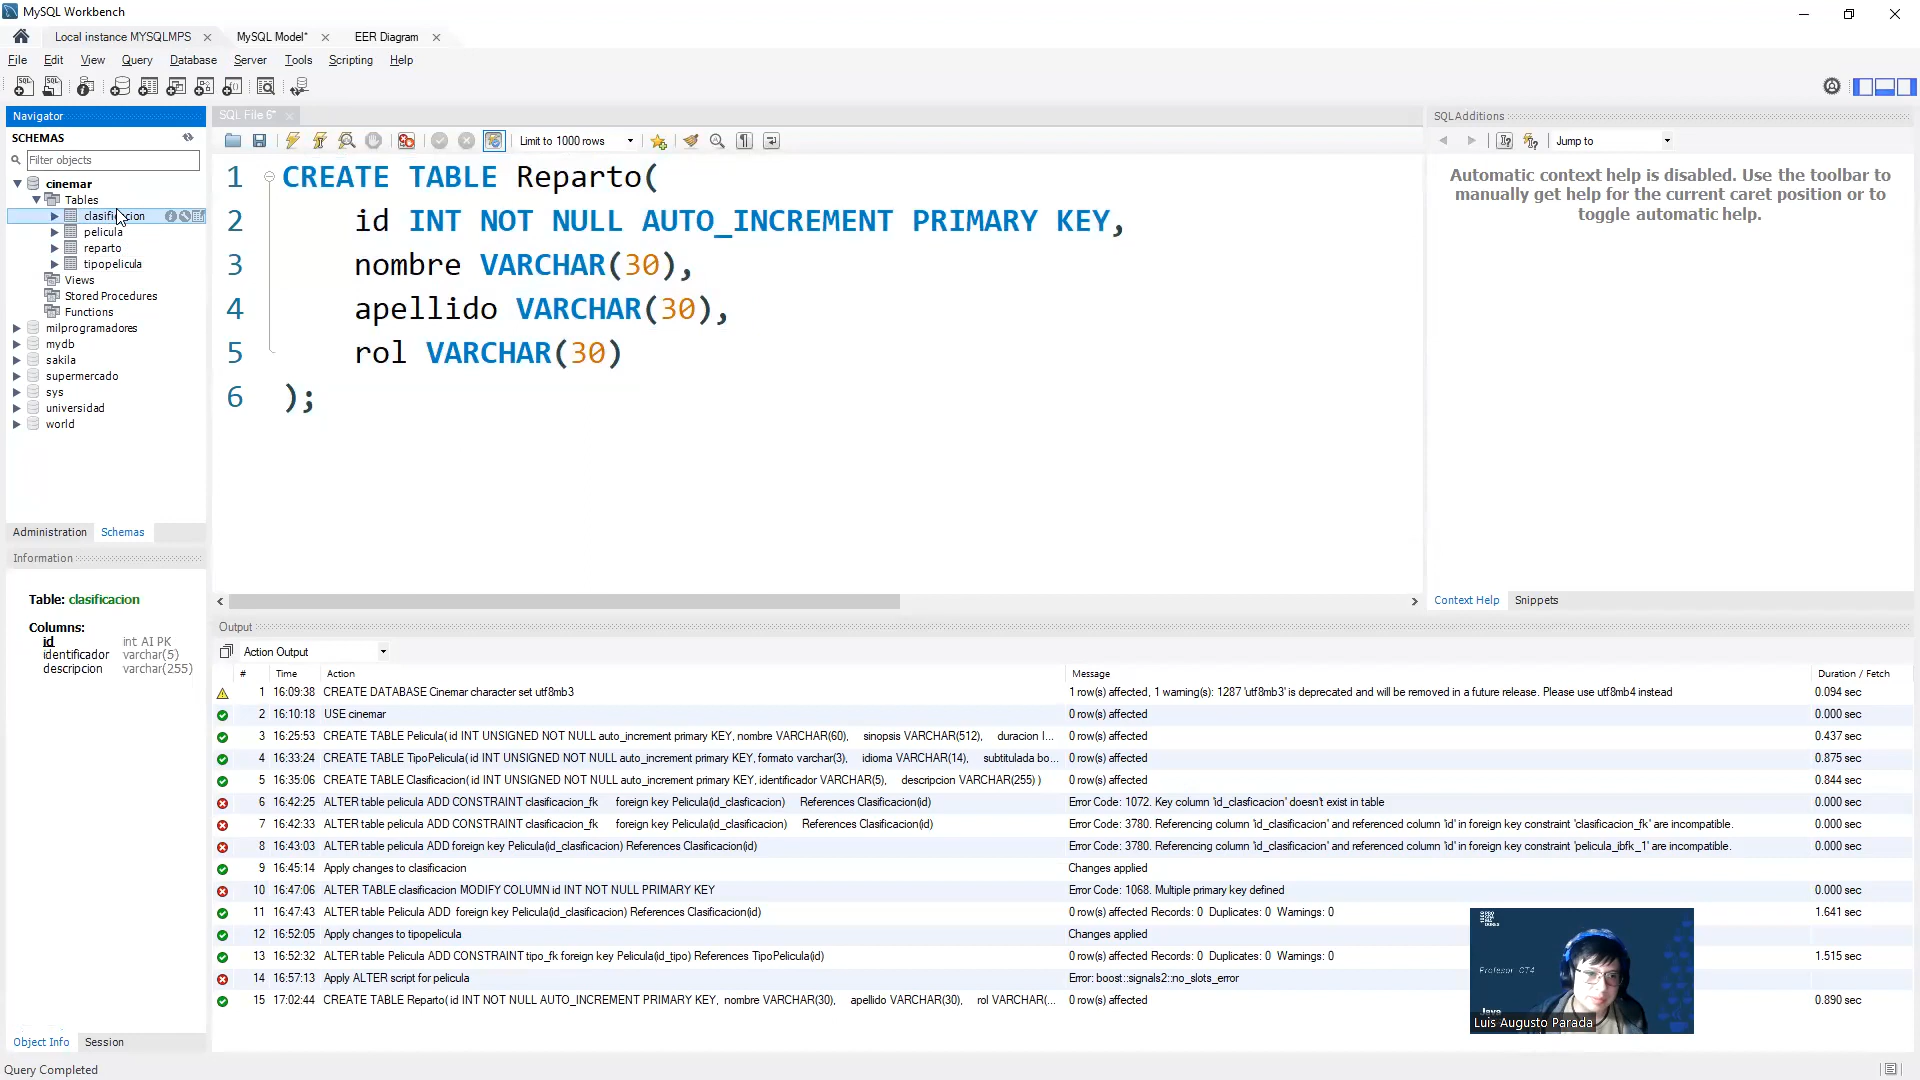 MySQL Workbench
Local instance MYSQLMPS
MySQL Model*
EER Diagram
File Edit View Query Database Server Tools Scripting Help
Navigator
SCHEMAS
Filter objects
cinemar
Tables
clasificacion
pelicula
reparto
tipopelicula
Views
Stored Procedures
Functions
milprogramadores
mydb
sakila
supermercado
sys
universidad
world
Administration Schemas
Information
Table: clasificacion
Columns:
id int AI PK
identificador varchar(5)
descripcion varchar(255)
Object Info Session
Query Completed
SQL File 6*
Limit to 1000 rows
1 CREATE TABLE Reparto(
2 id INT NOT NULL AUTO_INCREMENT PRIMARY KEY,
3 nombre VARCHAR(30),
4 apellido VARCHAR(30),
5 rol VARCHAR(30)
6 );
SQLAdditions
Jump to
Automatic context help is disabled. Use the toolbar to
manually get help for the current caret position or to
toggle automatic help.
Context Help Snippets
Output
Action Output
# Time Action Message Duration / Fetch
1 16:09:38 CREATE DATABASE Cinemar character set utf8mb3 1 row(s) affected, 1 warning(s): 1287 'utf8mb3' is deprecated and will be removed in a future release. Please use utf8mb4 instead 0.094 sec
2 16:10:18 USE cinemar 0 row(s) affected 0.000 sec
3 16:25:53 CREATE TABLE Pelicula( id INT UNSIGNED NOT NULL auto_increment primary KEY, nombre VARCHAR(60), sinopsis VARCHAR(512), duracion I... 0 row(s) affected 0.437 sec
4 16:33:24 CREATE TABLE TipoPelicula( id INT UNSIGNED NOT NULL auto_increment primary KEY, formato varchar(3), idioma VARCHAR(14), subtitulada bo... 0 row(s) affected 0.875 sec
5 16:35:06 CREATE TABLE Clasificacion( id INT UNSIGNED NOT NULL auto_increment primary KEY, identificador VARCHAR(5), descripcion VARCHAR(255) ) 0 row(s) affected 0.844 sec
6 16:42:25 ALTER table pelicula ADD CONSTRAINT clasificacion_fk foreign key Pelicula(id_clasficacion) References Clasificacion(id) Error Code: 1072. Key column 'id_clasficacion' doesn't exist in table 0.000 sec
7 16:42:33 ALTER table pelicula ADD CONSTRAINT clasificacion_fk foreign key Pelicula(id_clasificacion) References Clasificacion(id) Error Code: 3780. Referencing column 'id_clasificacion' and referenced column 'id' in foreign key constraint 'clasificacion_fk' are incompatible. 0.000 sec
8 16:43:03 ALTER table pelicula ADD foreign key Pelicula(id_clasificacion) References Clasificacion(id) Error Code: 3780. Referencing column 'id_clasificacion' and referenced column 'id' in foreign key constraint 'pelicula_ibfk_1' are incompatible. 0.000 sec
9 16:45:14 Apply changes to clasificacion Changes applied
10 16:47:06 ALTER TABLE clasificacion MODIFY COLUMN id INT NOT NULL PRIMARY KEY Error Code: 1068. Multiple primary key defined 0.000 sec
11 16:47:43 ALTER table Pelicula ADD foreign key Pelicula(id_clasificacion) References Clasificacion(id) 0 row(s) affected Records: 0 Duplicates: 0 Warnings: 0 1.641 sec
12 16:52:05 Apply changes to tipopelicula Changes applied
13 16:52:32 ALTER table Pelicula ADD CONSTRAINT tipo_fk foreign key Pelicula(id_tipo) References TipoPelicula(id) 0 row(s) affected Records: 0 Duplicates: 0 Warnings: 0 1.515 sec
14 16:57:13 Apply ALTER script for pelicula Error: boost::signals2::no_slots_error
15 17:02:44 CREATE TABLE Reparto( id INT NOT NULL AUTO_INCREMENT PRIMARY KEY, nombre VARCHAR(30), apellido VARCHAR(30), rol VARCHAR(... 0 row(s) affected 0.890 sec
Profesor CT4
Java
Luis Augusto Parada